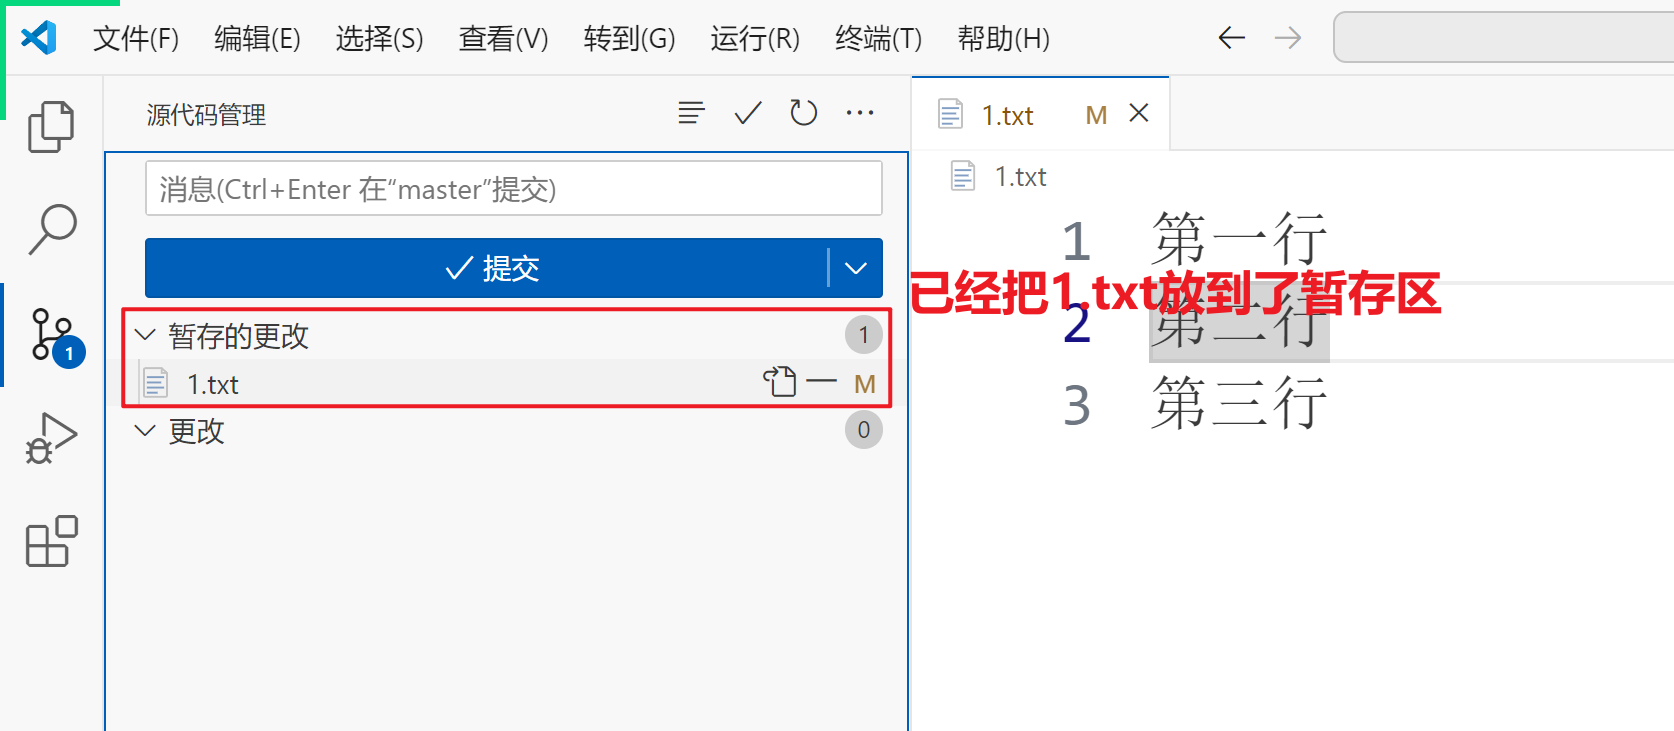 文件(F) 编辑(E) 选择(S) 查看(V) 转到(G) 运行(R) 终端(T) 帮助(H)
源代码管理
1.txt M
消息(Ctrl+Enter 在“master”提交)
1.txt
提交
1 第一行
已经把1.txt放到了暂存区
2 第二行
暂存的更改 1
1.txt M
3 第三行
更改 0
1